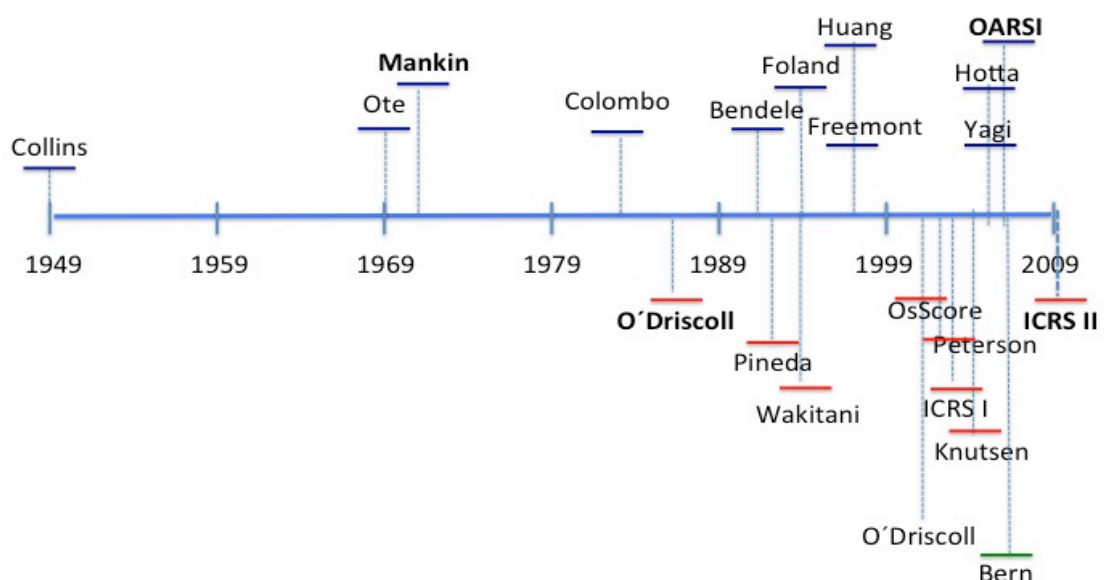 Huang
OARSI
Mankin
Foland
Hotta
Ote
Colombo
Bendele
Freemont
Yagi
Collins
1949
1959
1969
1979
1989
1999
2009
OsScore
O´Driscoll
ICRS II
Peterson
Pineda
Wakitani
ICRS I
Knutsen
O´Driscoll
Bern